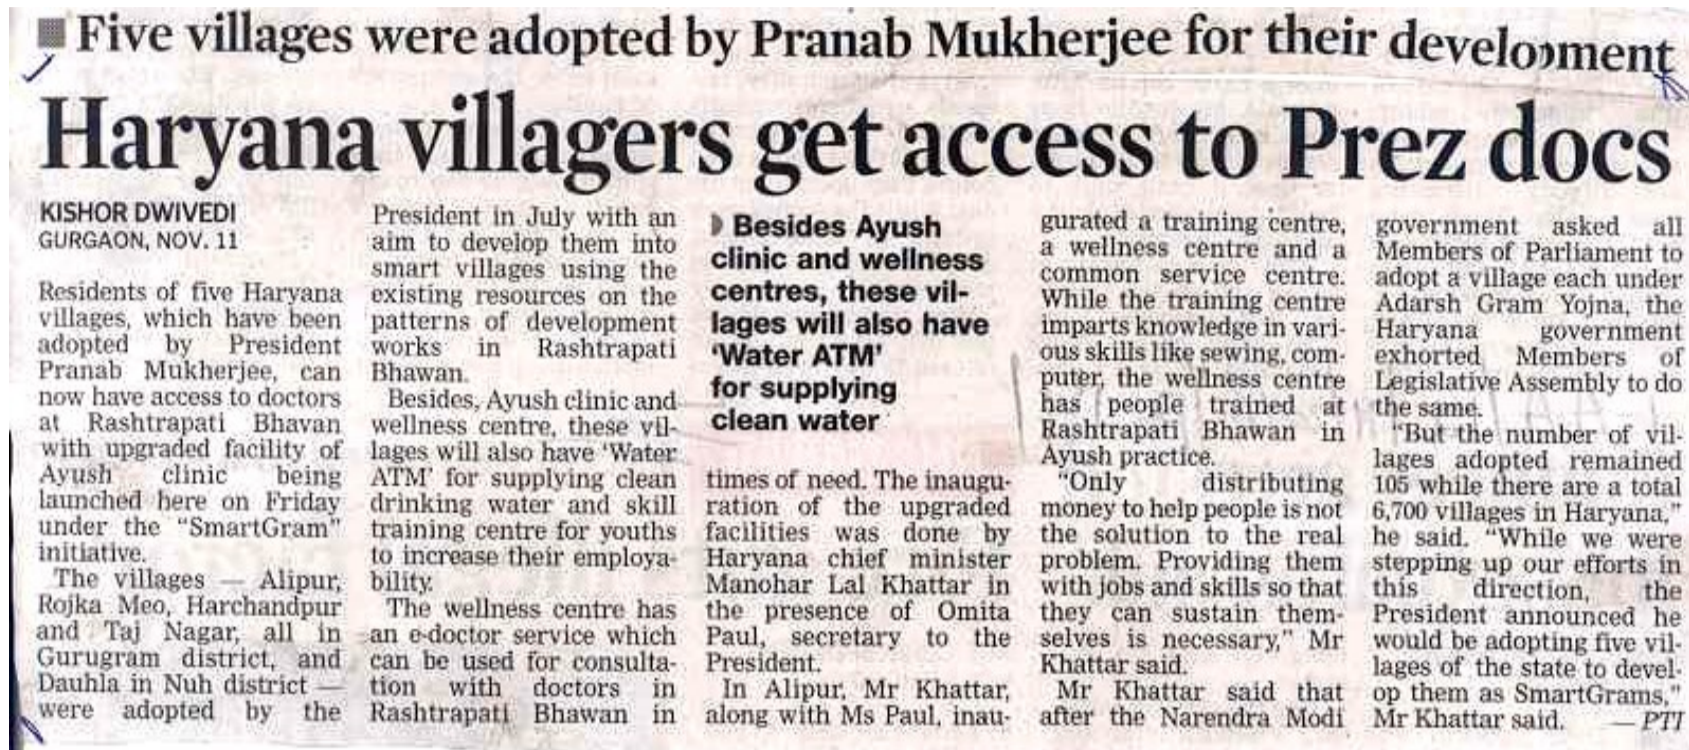 Five villages were adopted by Pranab Mukherjee for their development
Haryana villagers get access to Prez docs
KISHOR DWIVEDI
GURGAON, NOV. 11
Residents of five Haryana
villages, which have been
adopted by President
Pranab Mukherjee, can
now have access to doctors
at Rashtrapati Bhavan
with upgraded facility of
Ayush clinic being
launched here on Friday
under the "SmartGram"
initiative.
The villages — Alipur,
Rojka Meo, Harchandpur
and Taj Nagar, all in
Gurugram district, and
Dauhla in Nuh district —
were adopted by the
President in July with an
aim to develop them into
smart villages using the
existing resources on the
patterns of development
works in Rashtrapati
Bhawan.
Besides, Ayush clinic and
wellness centre, these vil-
lages will also have 'Water
ATM' for supplying clean
drinking water and skill
training centre for youths
to increase their employa-
bility.
The wellness centre has
an e-doctor service which
can be used for consulta-
tion with doctors in
Rashtrapati Bhawan in
Besides Ayush
clinic and wellness
centres, these vil-
lages will also have
'Water ATM'
for supplying
clean water
times of need. The inaugu-
ration of the upgraded
facilities was done by
Haryana chief minister
Manohar Lal Khattar in
the presence of Omita
Paul, secretary to the
President.
In Alipur, Mr Khattar,
along with Ms Paul, inau-
gurated a training centre,
a wellness centre and a
common service centre.
While the training centre
imparts knowledge in vari-
ous skills like sewing, com-
puter, the wellness centre
has people trained at
Rashtrapati Bhawan in
Ayush practice.
"Only distributing
money to help people is not
the solution to the real
problem. Providing them
with jobs and skills so that
they can sustain them-
selves is necessary," Mr
Khattar said.
Mr Khattar said that
after the Narendra Modi
government asked all
Members of Parliament to
adopt a village each under
Adarsh Gram Yojna, the
Haryana government
exhorted Members of
Legislative Assembly to do
the same.
"But the number of vil-
lages adopted remained
105 while there are a total
6,700 villages in Haryana,"
he said. "While we were
stepping up our efforts in
this direction, the
President announced he
would be adopting five vil-
lages of the state to devel-
op them as SmartGrams,"
Mr Khattar said. — PTI